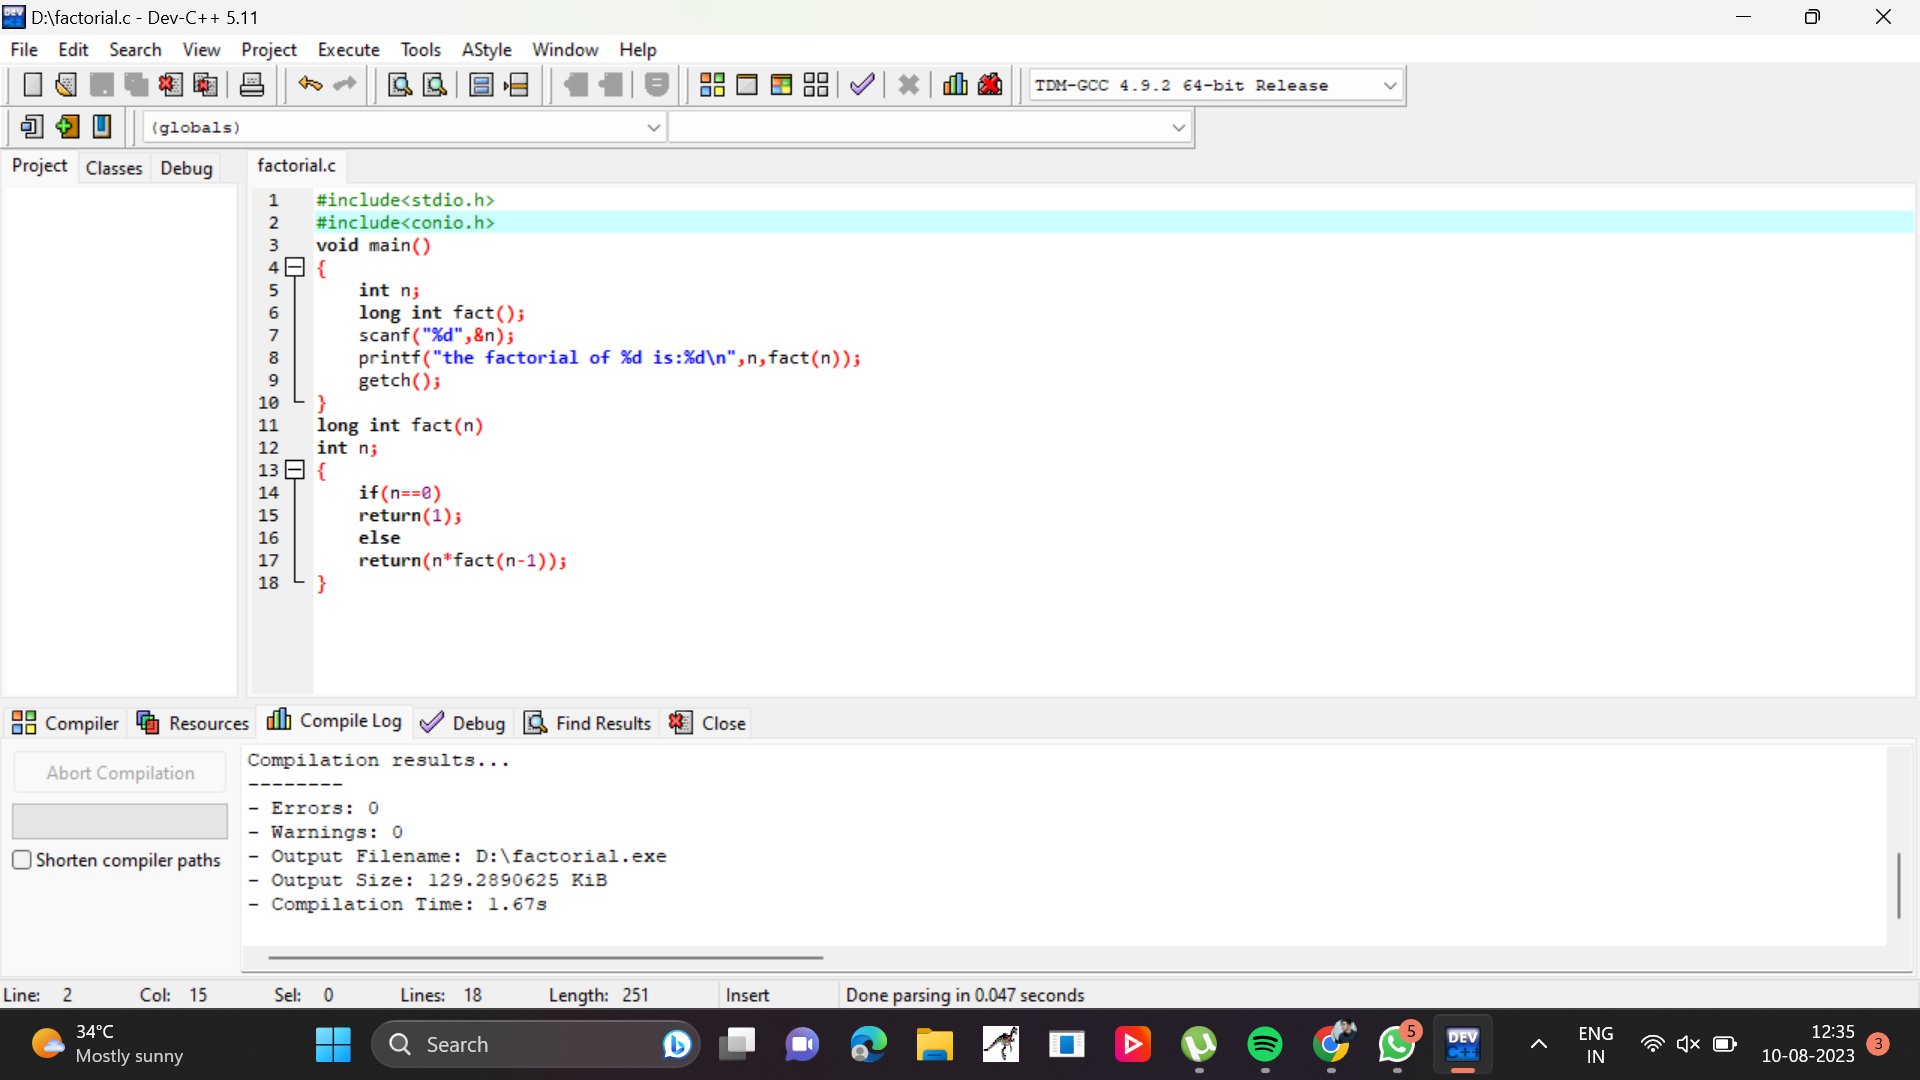 D:\factorial.c - Dev-C++ 5.11
File Edit Search View Project Execute Tools AStyle Window Help
TDM-GCC 4.9.2 64-bit Release
(globals)
Project Classes Debug factorial.c
1 #include<stdio.h>
2 #include<conio.h>
3 void main()
4 {
5 int n;
6 long int fact();
7 scanf("%d",&n);
8 printf("the factorial of %d is:%d\n",n,fact(n));
9 getch();
10 }
11 long int fact(n)
12 int n;
13 {
14 if(n==0)
15 return(1);
16 else
17 return(n*fact(n-1));
18 }
Compiler Resources Compile Log Debug Find Results Close
Abort Compilation
Shorten compiler paths
Compilation results...
--------
- Errors: 0
- Warnings: 0
- Output Filename: D:\factorial.exe
- Output Size: 129.2890625 KiB
- Compilation Time: 1.67s
Line: 2 Col: 15 Sel: 0 Lines: 18 Length: 251 Insert Done parsing in 0.047 seconds
34°C
Mostly sunny
Search
5
DEV
C++
ENG
IN
12:35
10-08-2023
3